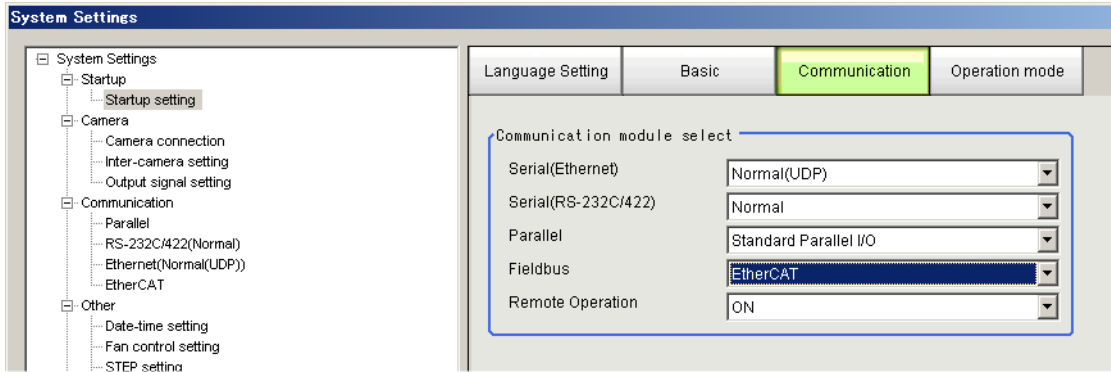 System Settings
System Settings
Startup
Startup setting
Camera
Camera connection
Inter-camera setting
Output signal setting
Communication
Parallel
RS-232C/422(Normal)
Ethernet(Normal(UDP))
EtherCAT
Other
Date-time setting
Fan control setting
STEP setting
Language Setting Basic Communication Operation mode
Communication module select
Serial(Ethernet) Normal(UDP)
Serial(RS-232C/422) Normal
Parallel Standard Parallel I/O
Fieldbus EtherCAT
Remote Operation ON